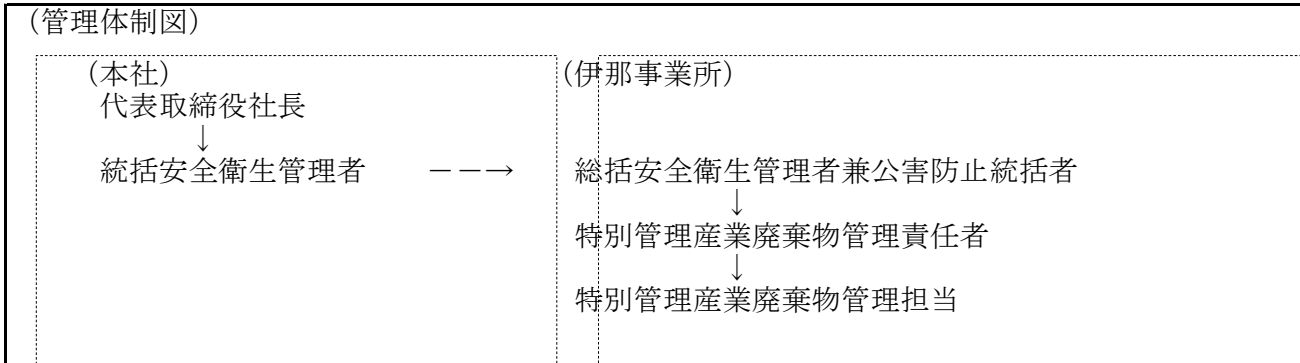 （管理体制図）
（本社）
（伊那事業所）
代表取締役社長
↓
統括安全衛生管理者　－－→　総括安全衛生管理者兼公害防止統括者
↓
特別管理産業廃棄物管理責任者
↓
特別管理産業廃棄物管理担当